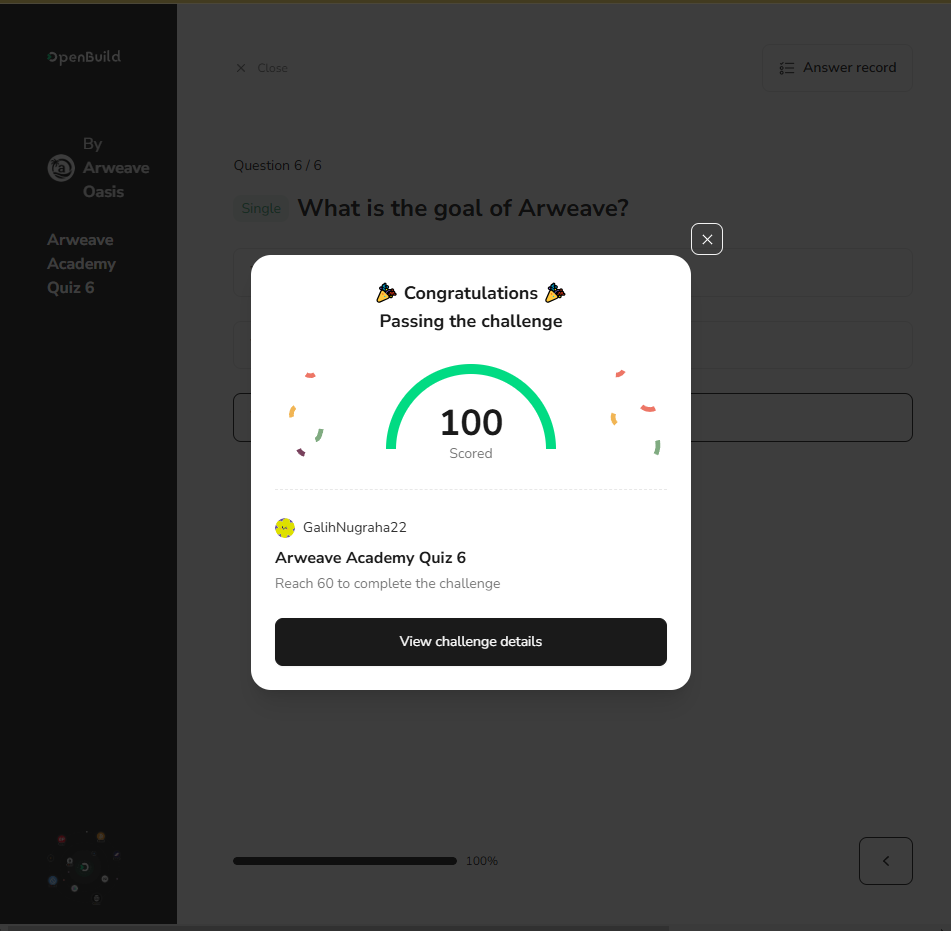 OpenBuild
Close
Answer record
By
Arweave
Oasis
Arweave
Academy
Quiz 6
Question 6 / 6
Single
What is the goal of Arweave?
Congratulations
Passing the challenge
100
Scored
GalihNugraha22
Arweave Academy Quiz 6
Reach 60 to complete the challenge
View challenge details
100%